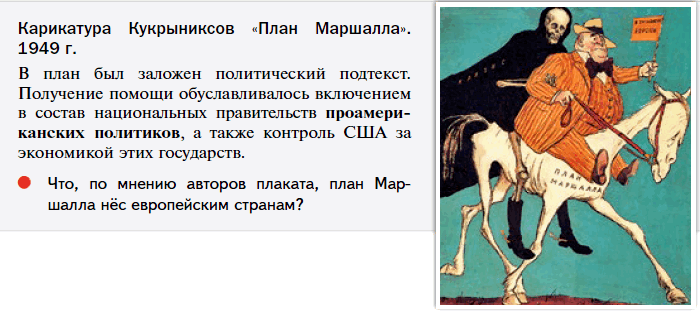 Карикатура Кукрыниксов «План Маршалла».
1949 г.
В план был заложен политический подтекст.
Получение помощи обуславливалось включением
в состав национальных правительств проамери-
канских политиков, а также контроль США за
экономикой этих государств.
Что, по мнению авторов плаката, план Мар-
шалла нёс европейским странам?
КРИЗИС
ЕВРОПЫ
ПЛАН
МАРШАЛЛА